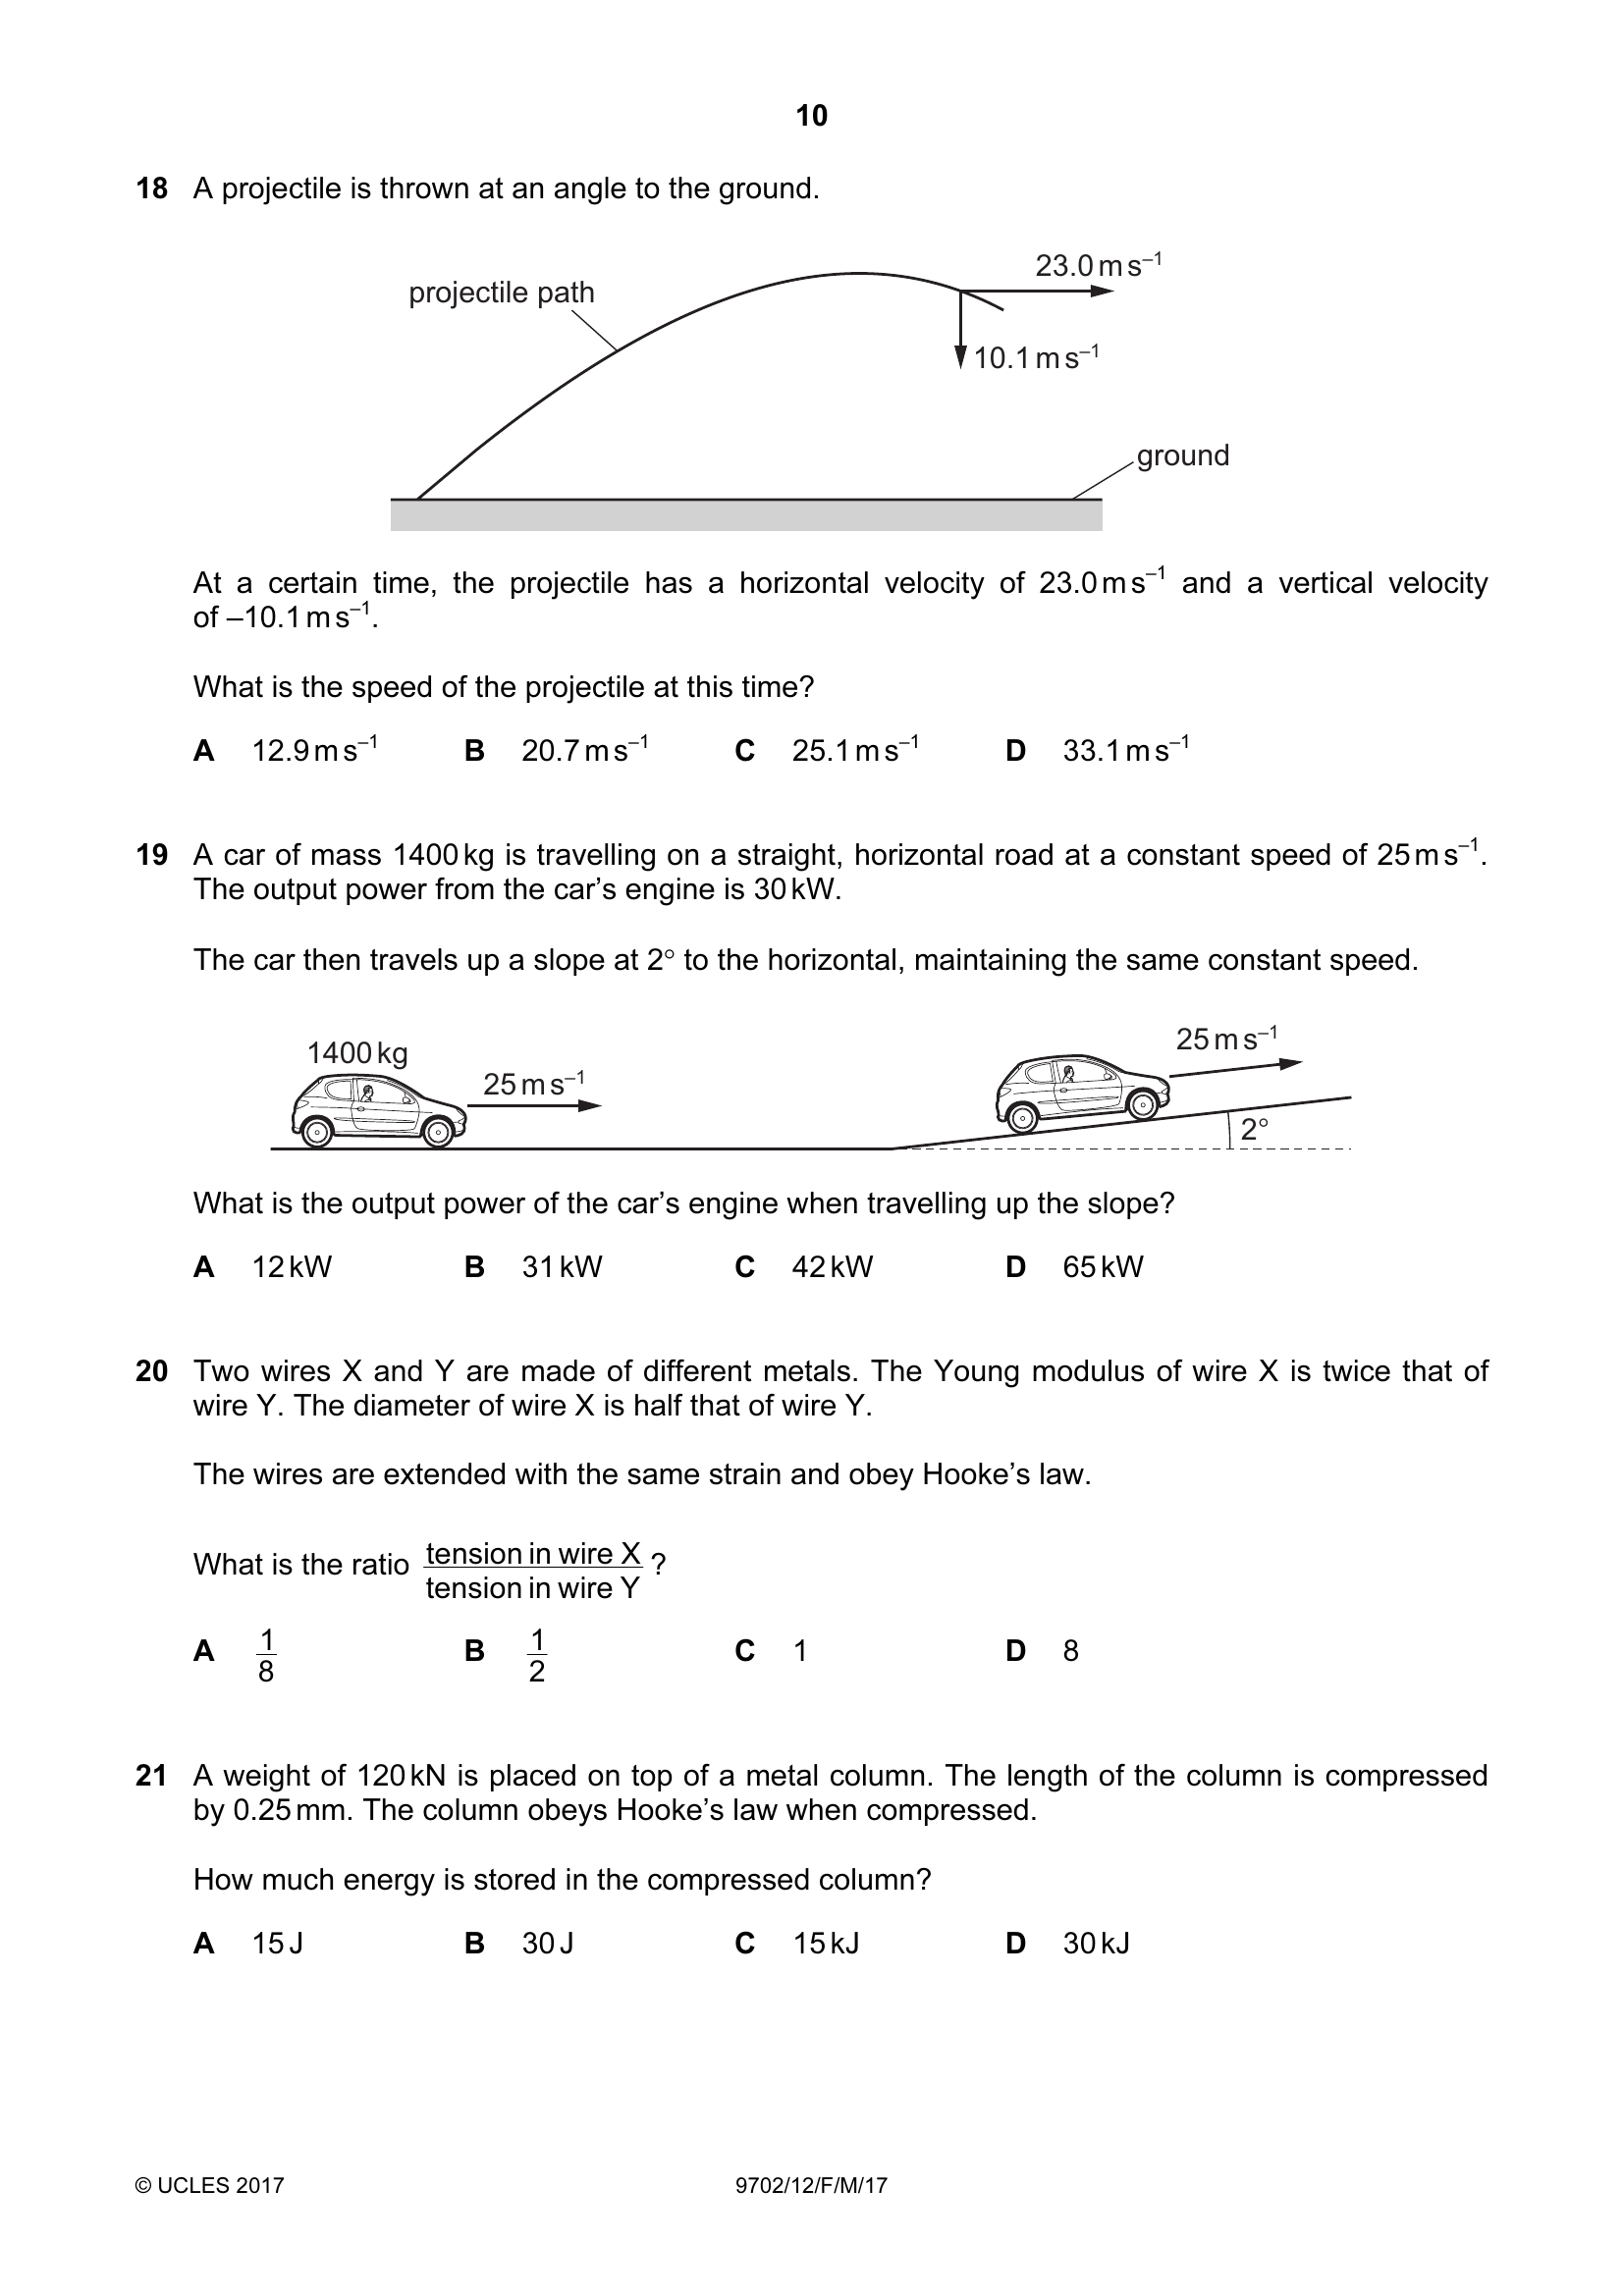 10
18 A projectile is thrown at an angle to the ground.
projectile path
23.0 m s⁻¹
10.1 m s⁻¹
ground
At a certain time, the projectile has a horizontal velocity of 23.0 m s⁻¹ and a vertical velocity
of –10.1 m s⁻¹.
What is the speed of the projectile at this time?
A 12.9 m s⁻¹ B 20.7 m s⁻¹ C 25.1 m s⁻¹ D 33.1 m s⁻¹
19 A car of mass 1400 kg is travelling on a straight, horizontal road at a constant speed of 25 m s⁻¹.
The output power from the car’s engine is 30 kW.
The car then travels up a slope at 2° to the horizontal, maintaining the same constant speed.
1400 kg
25 m s⁻¹
25 m s⁻¹
2°
What is the output power of the car’s engine when travelling up the slope?
A 12 kW B 31 kW C 42 kW D 65 kW
20 Two wires X and Y are made of different metals. The Young modulus of wire X is twice that of
wire Y. The diameter of wire X is half that of wire Y.
The wires are extended with the same strain and obey Hooke’s law.
What is the ratio tension in wire X / tension in wire Y ?
A 1/8 B 1/2 C 1 D 8
21 A weight of 120 kN is placed on top of a metal column. The length of the column is compressed
by 0.25 mm. The column obeys Hooke’s law when compressed.
How much energy is stored in the compressed column?
A 15 J B 30 J C 15 kJ D 30 kJ
© UCLES 2017 9702/12/F/M/17